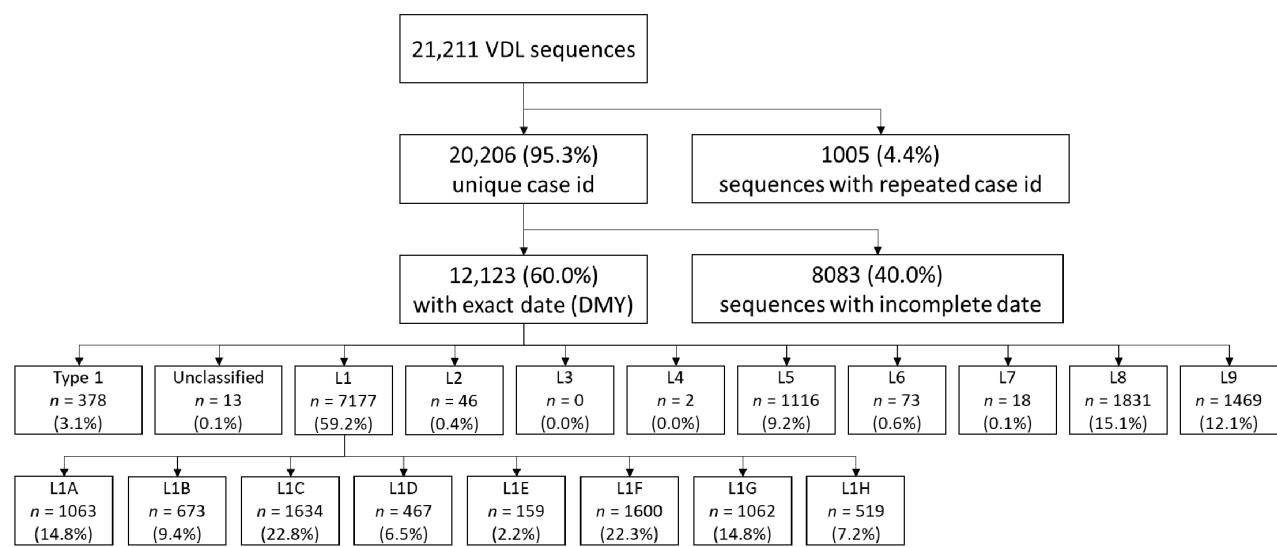 21,211 VDL sequences
20,206 (95.3%)
unique case id
1005 (4.4%)
sequences with repeated case id
12,123 (60.0%)
with exact date (DMY)
8083 (40.0%)
sequences with incomplete date
Type 1
n = 378
(3.1%)
Unclassified
n = 13
(0.1%)
L1
n = 7177
(59.2%)
L2
n = 46
(0.4%)
L3
n = 0
(0.0%)
L4
n = 2
(0.0%)
L5
n = 1116
(9.2%)
L6
n = 73
(0.6%)
L7
n = 18
(0.1%)
L8
n = 1831
(15.1%)
L9
n = 1469
(12.1%)
L1A
n = 1063
(14.8%)
L1B
n = 673
(9.4%)
L1C
n = 1634
(22.8%)
L1D
n = 467
(6.5%)
L1E
n = 159
(2.2%)
L1F
n = 1600
(22.3%)
L1G
n = 1062
(14.8%)
L1H
n = 519
(7.2%)